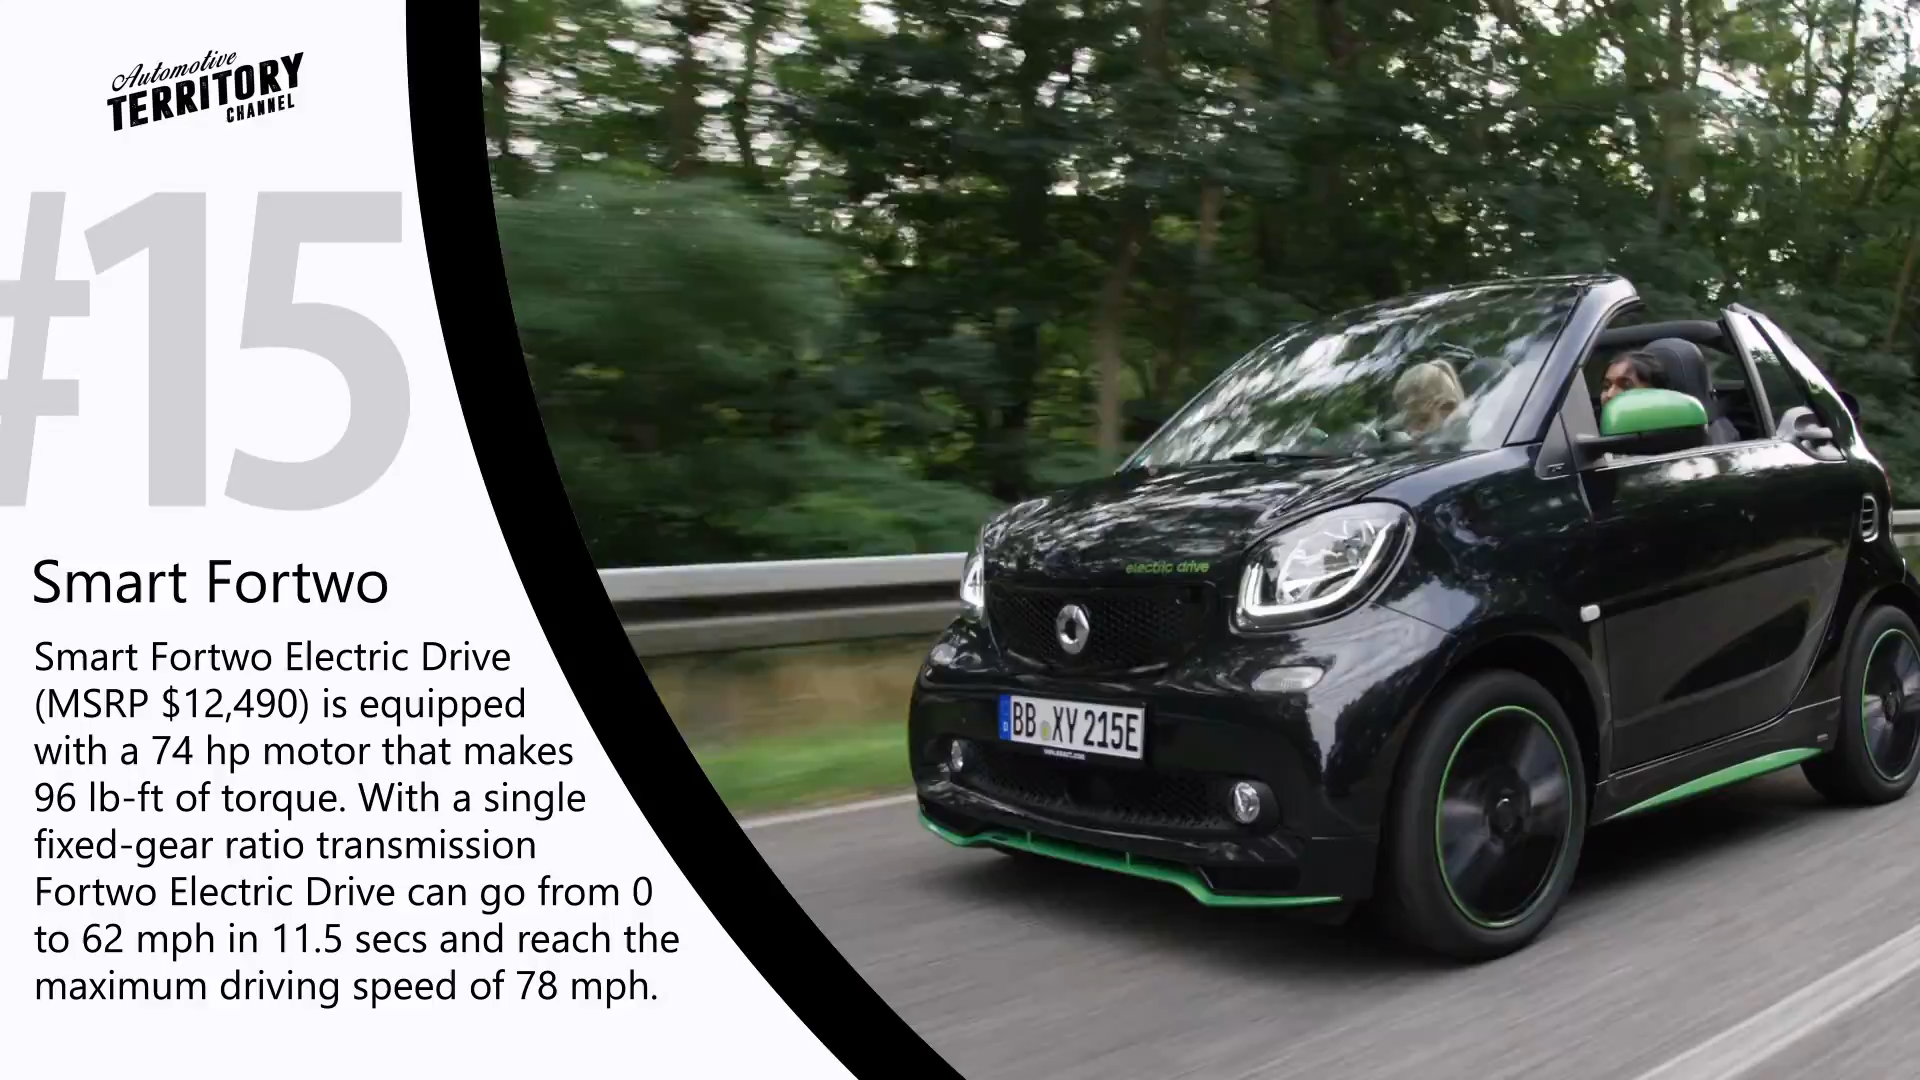 Automotive
TERRITORY
CHANNEL
#15
Smart Fortwo
Smart Fortwo Electric Drive
(MSRP $12,490) is equipped
with a 74 hp motor that makes
96 lb-ft of torque. With a single
fixed-gear ratio transmission
Fortwo Electric Drive can go from 0
to 62 mph in 11.5 secs and reach the
maximum driving speed of 78 mph.
electric drive
BB XY 215E